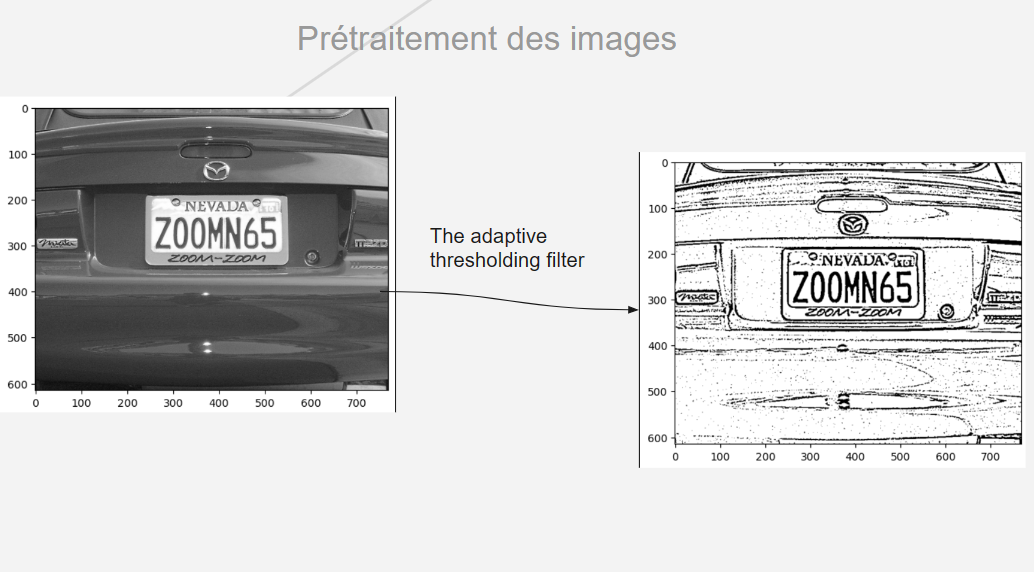 Prétraitement des images
0
100
200
300
400
500
600
0 100 200 300 400 500 600 700
NEVADA
ZOOMN65
ZOOM-ZOOM
The adaptive
thresholding filter
0
100
200
300
400
500
600
0 100 200 300 400 500 600 700
NEVADA
ZOOMN65
ZOOM-ZOOM